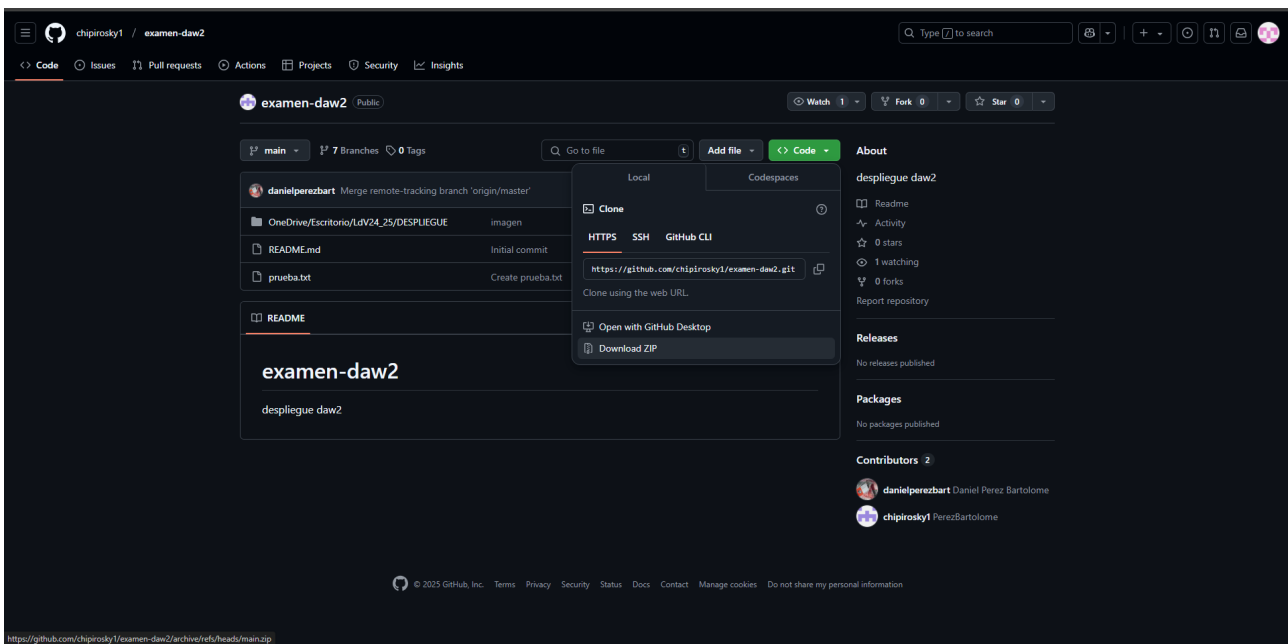 chipirosky1 / examen-daw2
Type / to search
Code Issues Pull requests Actions Projects Security Insights
examen-daw2 Public
Watch 1 Fork 0 Star 0
main 7 Branches 0 Tags
Go to file t
Add file
Code
danielperezbart Merge remote-tracking branch 'origin/master'
OneDrive/Escritorio/LdV24_25/DESPLIEGUE imagen
README.md Initial commit
prueba.txt Create prueba.txt
Local Codespaces
Clone
HTTPS SSH GitHub CLI
https://github.com/chipirosky1/examen-daw2.git
Clone using the web URL.
Open with GitHub Desktop
Download ZIP
README
examen-daw2
despliegue daw2
About
despliegue daw2
Readme
Activity
0 stars
1 watching
0 forks
Report repository
Releases
No releases published
Packages
No packages published
Contributors 2
danielperezbart Daniel Perez Bartolome
chipirosky1 PerezBartolome
© 2025 GitHub, Inc. Terms Privacy Security Status Docs Contact Manage cookies Do not share my personal information
https://github.com/chipirosky1/examen-daw2/archive/refs/heads/main.zip